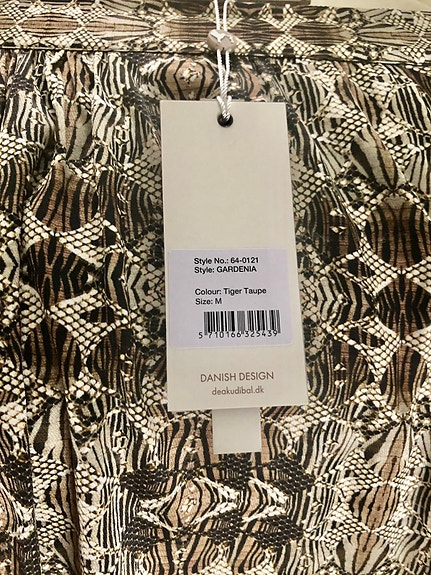 Style No.: 64-0121
Style: GARDENIA
Colour: Tiger Taupe
Size: M
5 710166 325439
DANISH DESIGN
deakudibal.dk